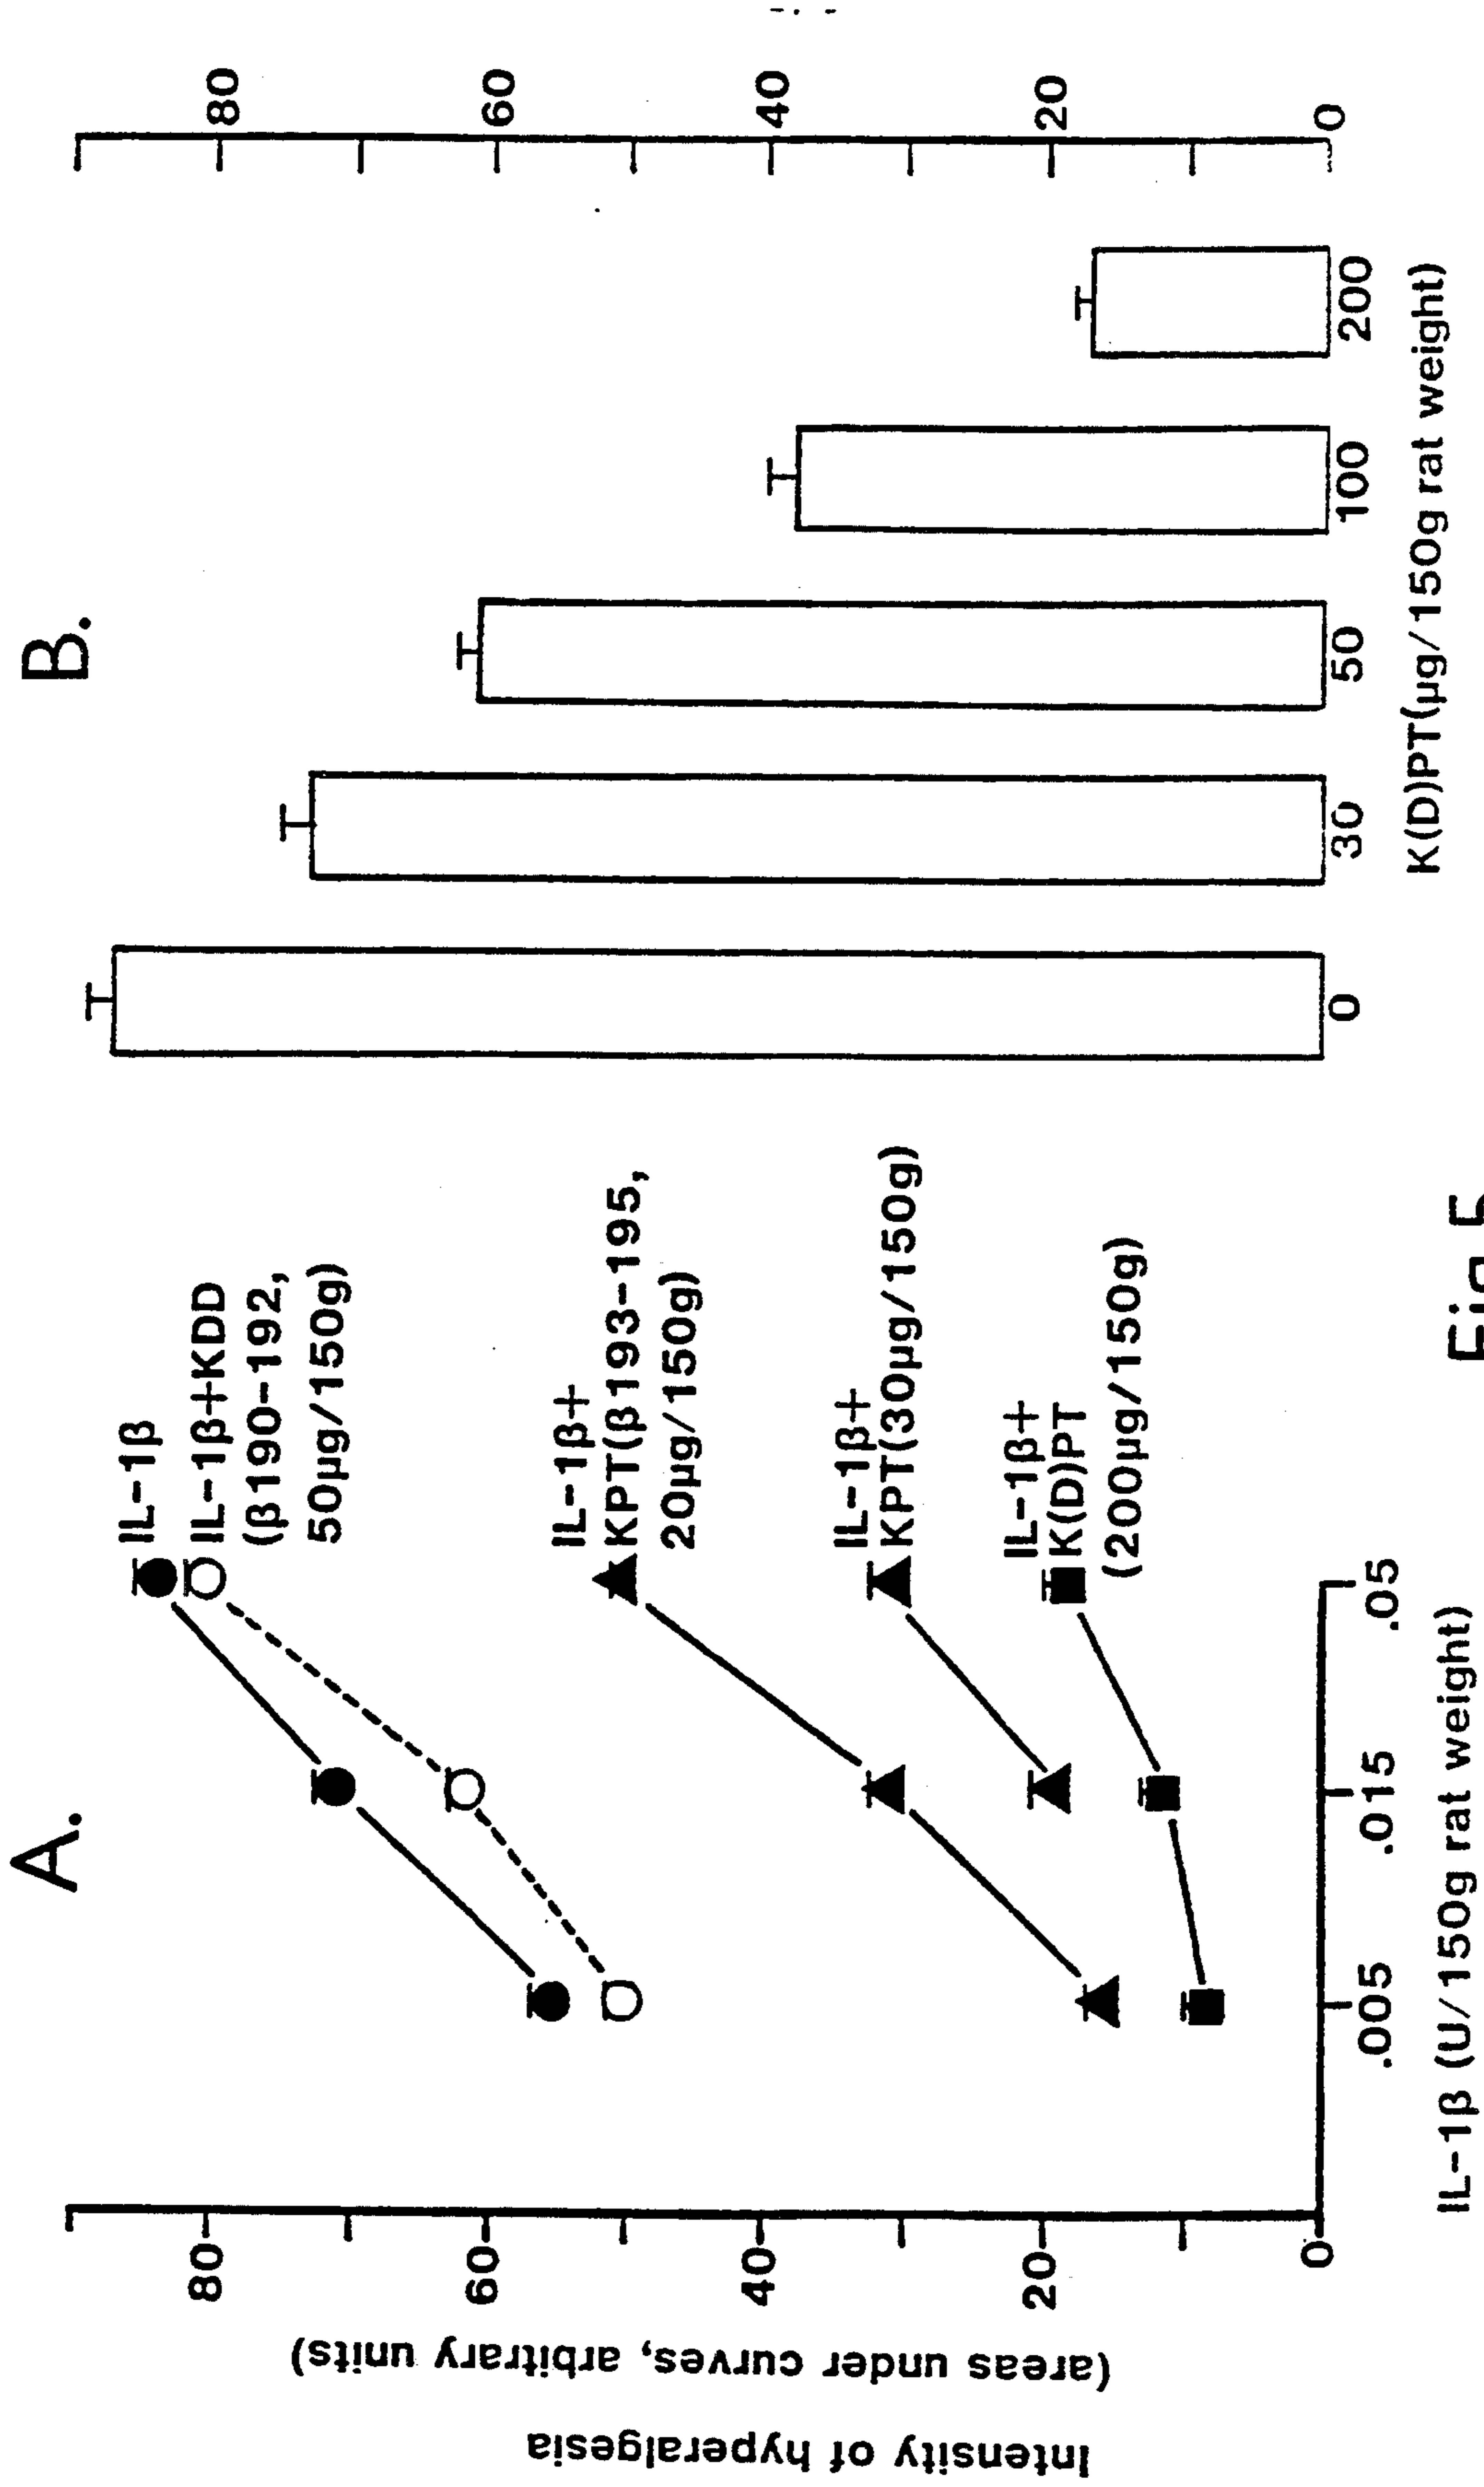 A.
Intensity of hyperalgesia
(areas under curves, arbitrary units)
80
60
40
20
0
IL-1β
IL-1β+KDD
(β190-192,
50µg/150g)
IL-1β+
KPT(β193-195,
20µg/150g)
IL-1β+
KPT(30µg/150g)
IL-1β+
K(D)PT
(200µg/150g)
.005 .015 .05
IL-1β (U/150g rat weight)
B.
80
60
40
20
0
0 30 50 100 200
K(D)PT(µg/150g rat weight)